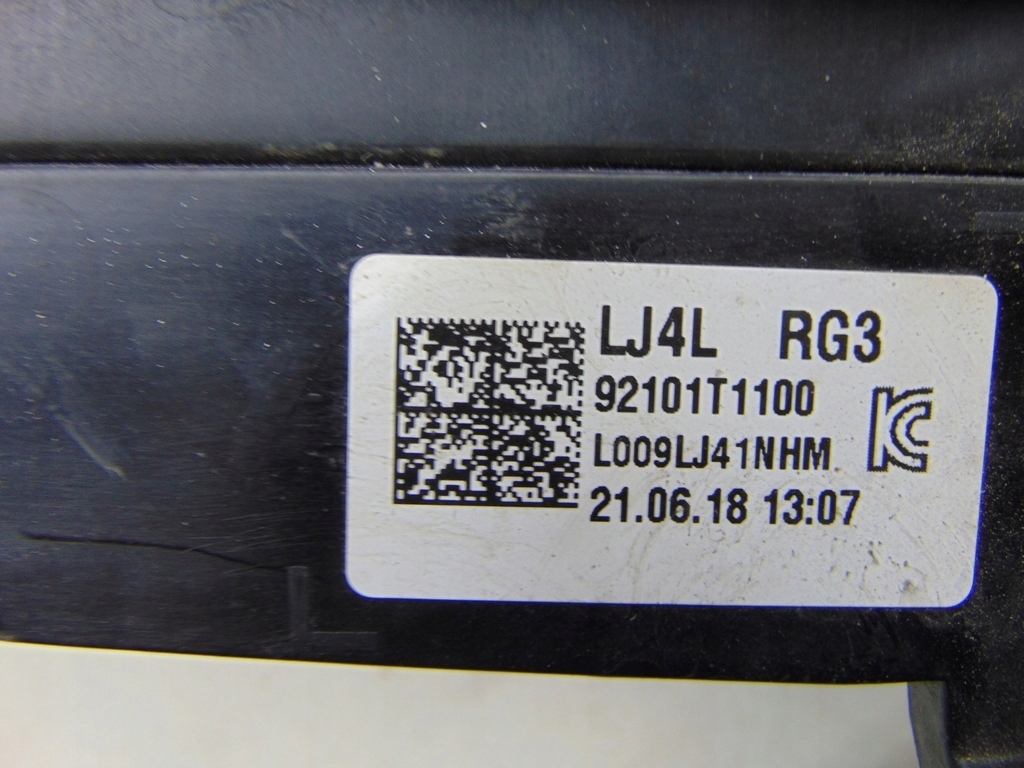 LJ4L RG3
92101T1100
L009LJ41NHM
21.06.18 13:07